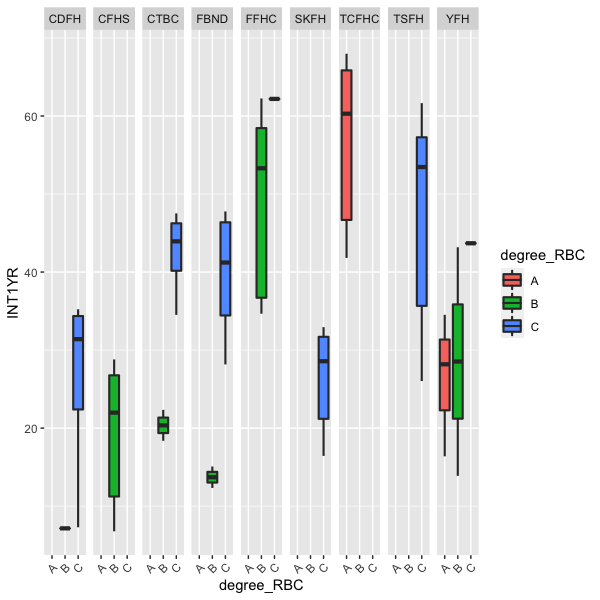 CDFH CFHS CTBC FBND FFHC SKFH TCFHC TSFH YFH
INT1YR
60
40
20
A B C A B C A B C A B C A B C A B C A B C A B C A B C
degree_RBC
degree_RBC
A
B
C